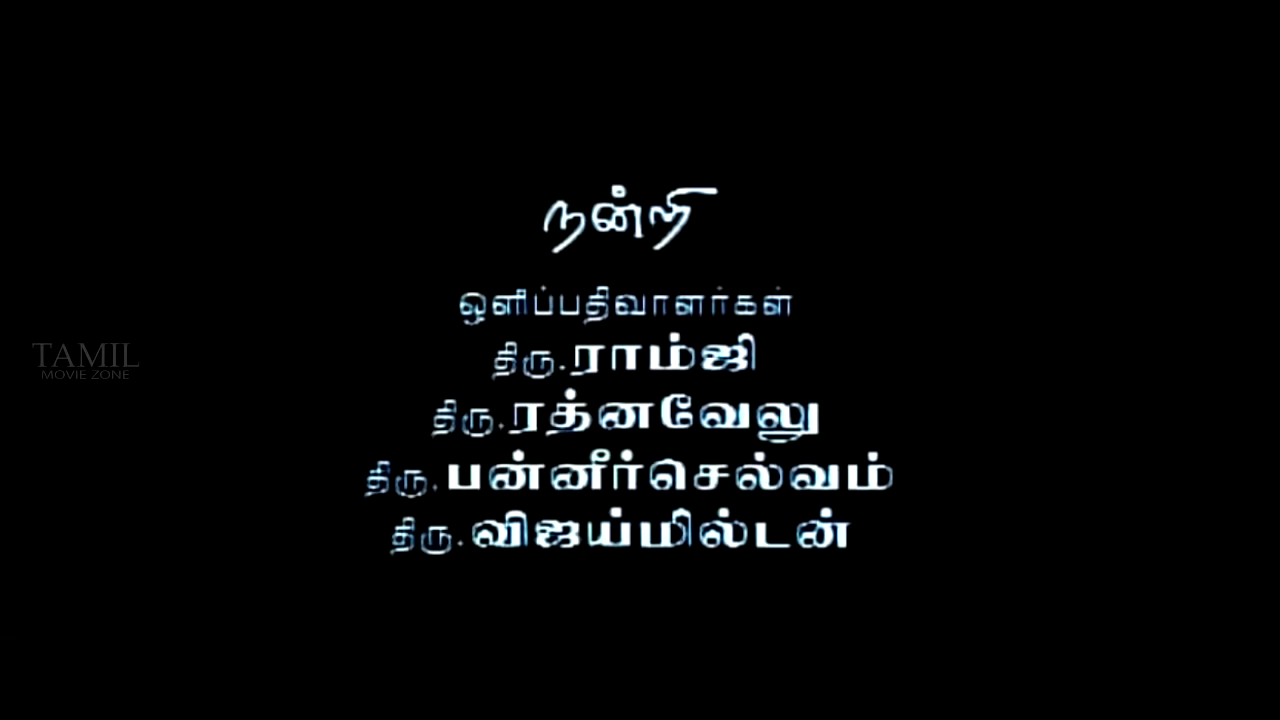 நன்றி
ஒளிப்பதிவாளர்கள்
திரு.ராம்ஜி
திரு.ரத்னவேலு
திரு.பன்னீர்செல்வம்
திரு.விஜய்மில்டன்
TAMIL
MOVIE ZONE